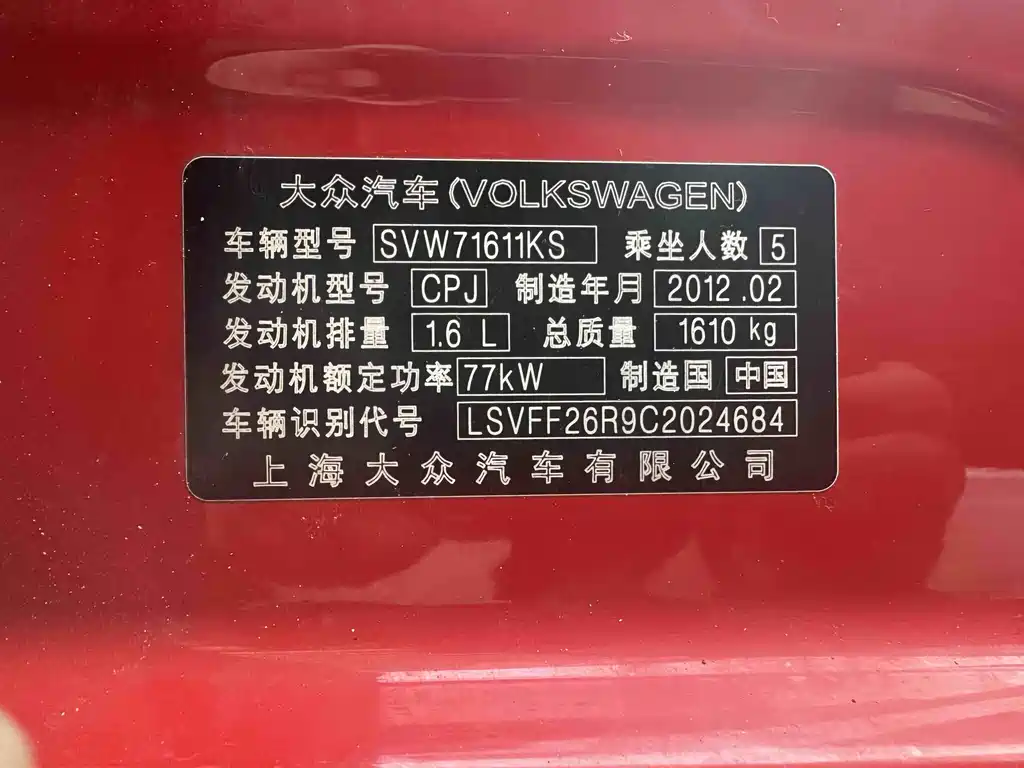 大众汽车(VOLKSWAGEN)
车辆型号 SVW71611KS 乘坐人数 5
发动机型号 CPJ 制造年月 2012.02
发动机排量 1.6 L 总质量 1610 kg
发动机额定功率 77kW 制造国 中国
车辆识别代号 LSVFF26R9C2024684
上海大众汽车有限公司